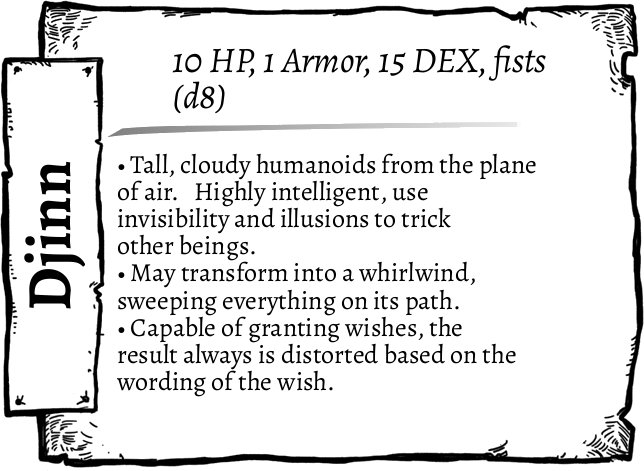 Djinn
10 HP, 1 Armor, 15 DEX, fists
(d8)
• Tall, cloudy humanoids from the plane
of air. Highly intelligent, use
invisibility and illusions to trick
other beings.
• May transform into a whirlwind,
sweeping everything on its path.
• Capable of granting wishes, the
result always is distorted based on the
wording of the wish.